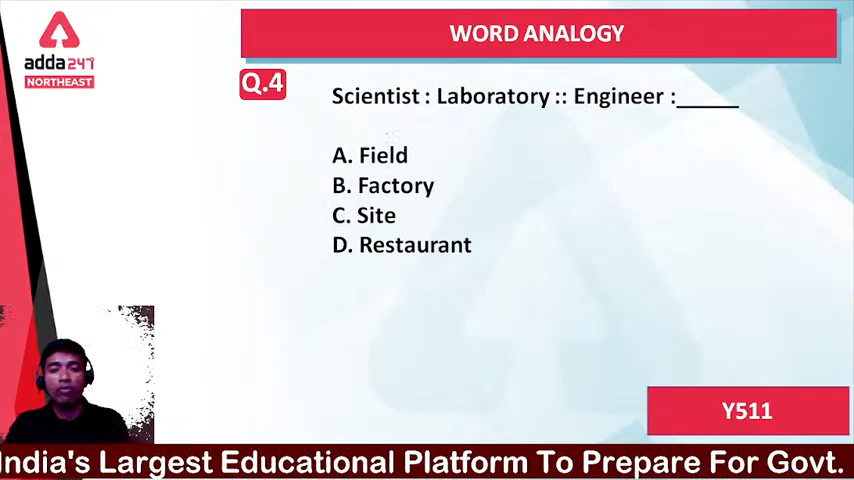 WORD ANALOGY
adda247
NORTHEAST
Q.4
Scientist : Laboratory :: Engineer :_____
A. Field
B. Factory
C. Site
D. Restaurant
Y511
India's Largest Educational Platform To Prepare For Govt.